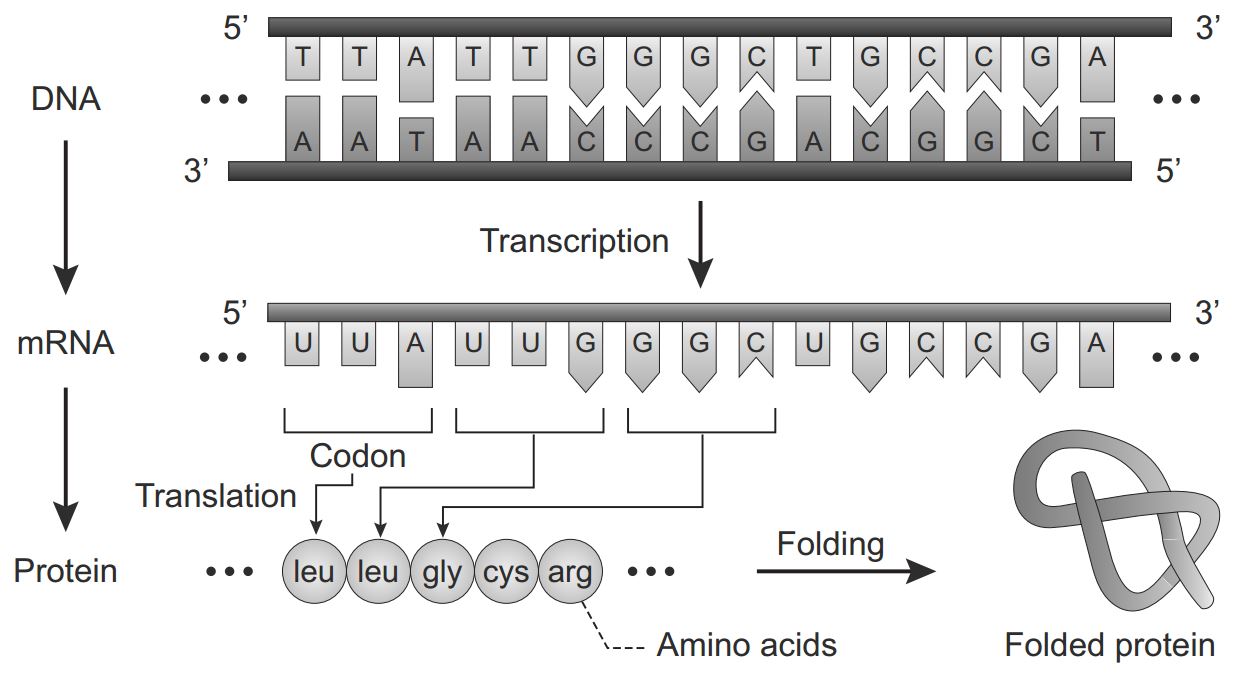 5’ 3’
T T A T T G G G C T G C C G A
DNA ••• •••
A A T A A C C C G A C G G C T
3’ 5’
Transcription
5’ 3’
mRNA ••• U U A U U G G G C U G C C G A •••
Codon
Translation
Protein ••• leu leu gly cys arg ••• Folding
Amino acids Folded protein